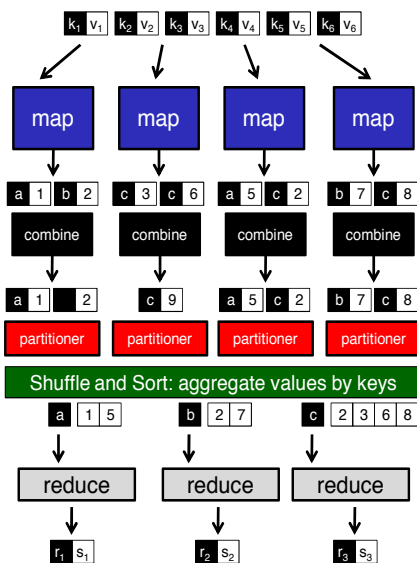 k1 v1 k2 v2 k3 v3 k4 v4 k5 v5 k6 v6
map map map map
a 1 b 2 c 3 c 6 a 5 c 2 b 7 c 8
combine combine combine combine
a 1 2 c 9 a 5 c 2 b 7 c 8
partitioner partitioner partitioner partitioner
Shuffle and Sort: aggregate values by keys
a 1 5 b 2 7 c 2 3 6 8
reduce reduce reduce
r1 s1 r2 s2 r3 s3